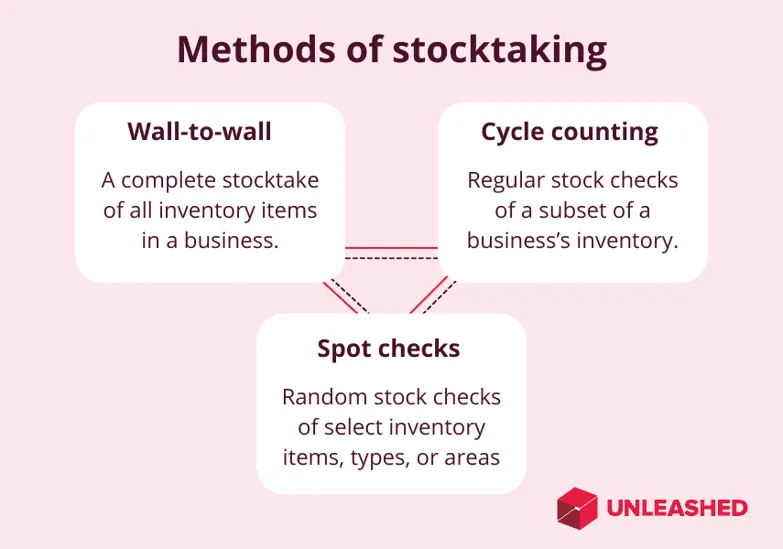 Methods of stocktaking
Wall-to-wall
A complete stocktake
of all inventory items
in a business.
Cycle counting
Regular stock checks
of a subset of a
business’s inventory.
Spot checks
Random stock checks
of select inventory
items, types, or areas
UNLEASHED